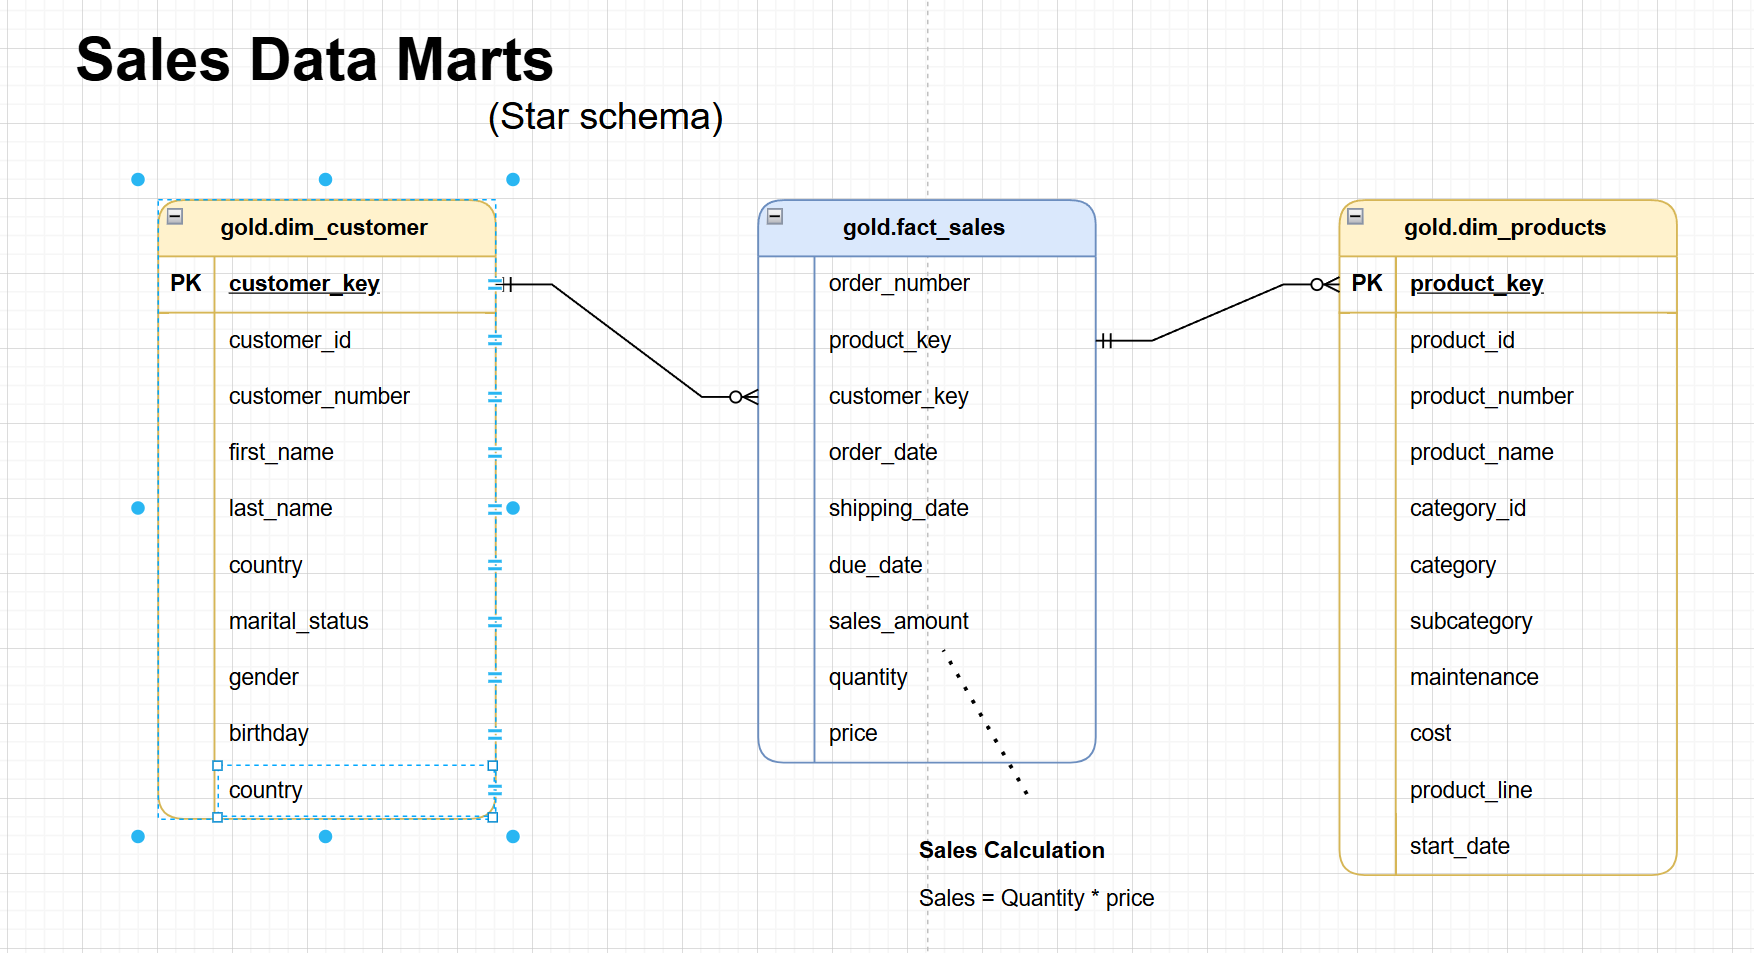 Sales Data Marts
(Star schema)
gold.dim_customer
PK customer_key
customer_id
customer_number
first_name
last_name
country
marital_status
gender
birthday
country
gold.fact_sales
order_number
product_key
customer_key
order_date
shipping_date
due_date
sales_amount
quantity
price
Sales Calculation
Sales = Quantity * price
gold.dim_products
PK product_key
product_id
product_number
product_name
category_id
category
subcategory
maintenance
cost
product_line
start_date